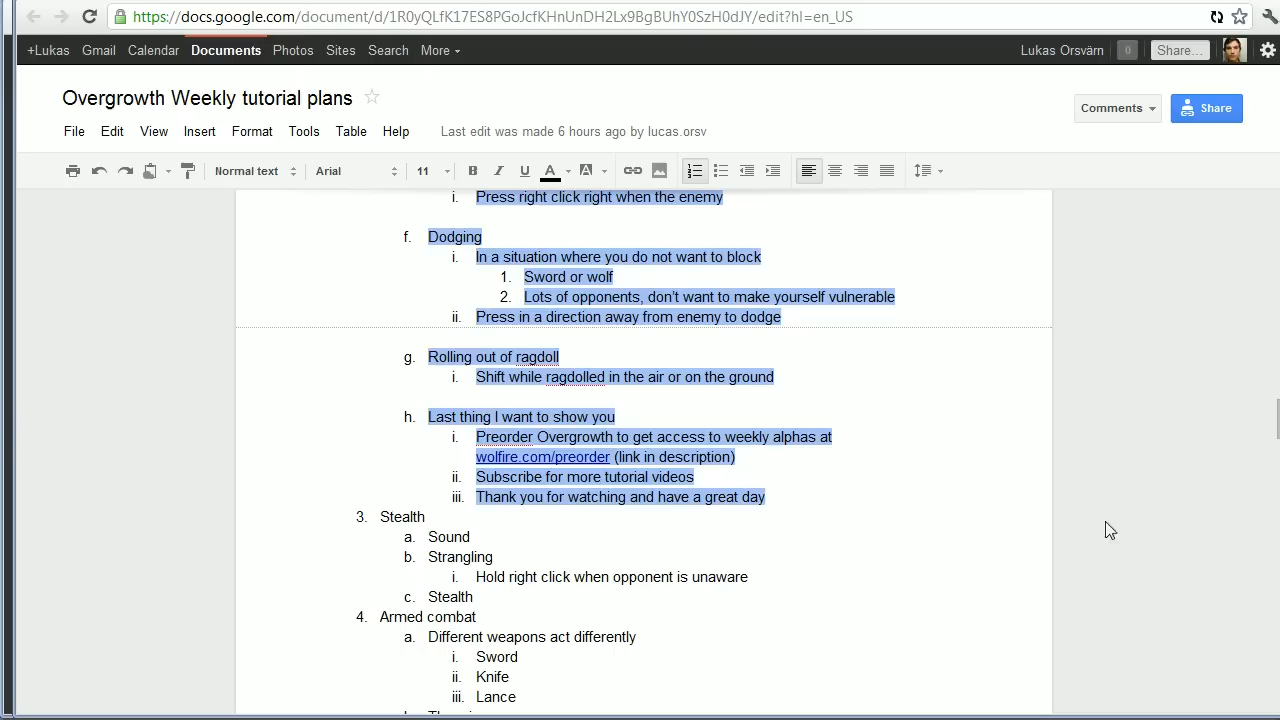 https://docs.google.com/document/d/1R0yQLfK17ES8PGoJcfKHnUnDH2Lx9BgBUhY0SzH0dJY/edit?hl=en_US
+Lukas Gmail Calendar Documents Photos Sites Search More Lukas Orsvärn 0 Share...
Overgrowth Weekly tutorial plans
Comments Share
File Edit View Insert Format Tools Table Help Last edit was made 6 hours ago by lucas.orsv
Normal text Arial 11 B I U A A
i. Press right click right when the enemy
f. Dodging
i. In a situation where you do not want to block
1. Sword or wolf
2. Lots of opponents, don't want to make yourself vulnerable
ii. Press in a direction away from enemy to dodge
g. Rolling out of ragdoll
i. Shift while ragdolled in the air or on the ground
h. Last thing I want to show you
i. Preorder Overgrowth to get access to weekly alphas at
wolfire.com/preorder (link in description)
ii. Subscribe for more tutorial videos
iii. Thank you for watching and have a great day
3. Stealth
a. Sound
b. Strangling
i. Hold right click when opponent is unaware
c. Stealth
4. Armed combat
a. Different weapons act differently
i. Sword
ii. Knife
iii. Lance